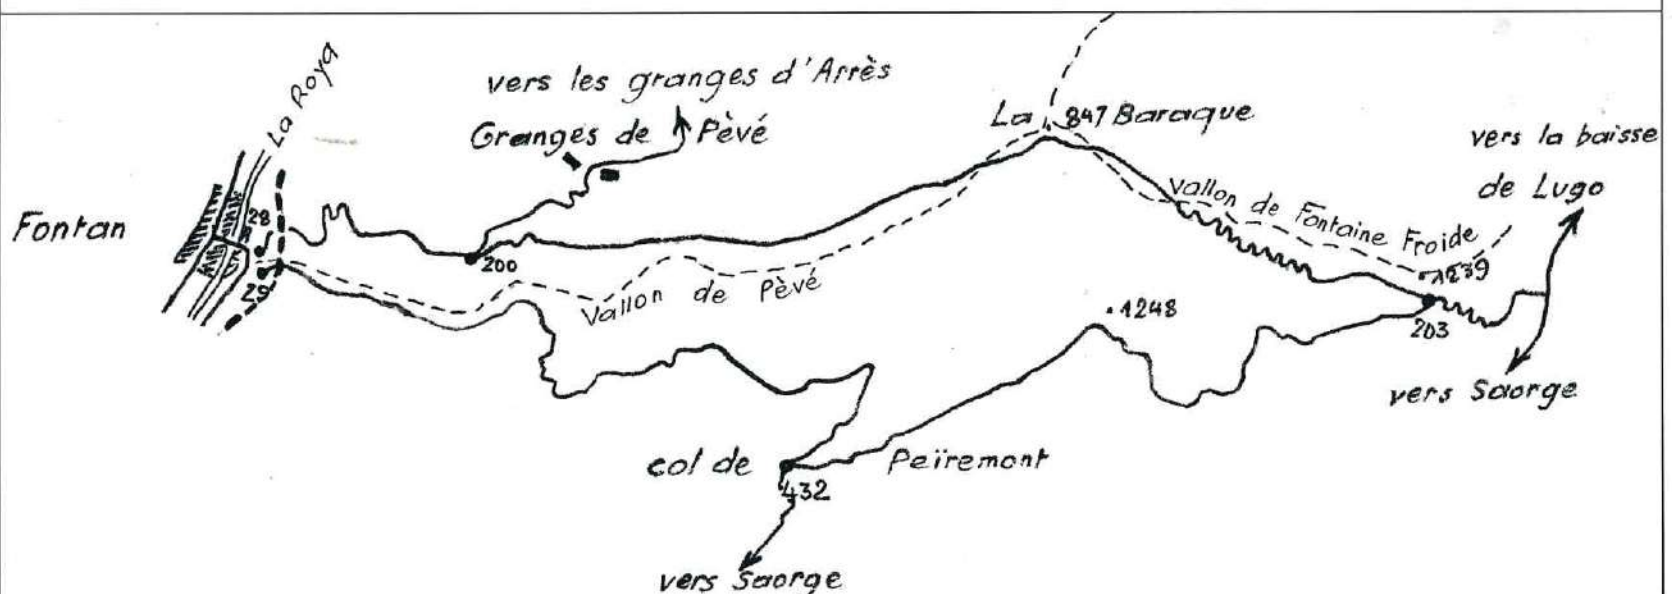 La Roya
vers les granges d'Arrès
Granges de Pèvé
La 847 Baraque
vers la baisse
de Lugo
Fontan
28
29
200
Vallon de Fontaine Froide
1239
Vallon de Pèvé
.1248
203
vers Saorge
col de Peïremont
432
vers Saorge